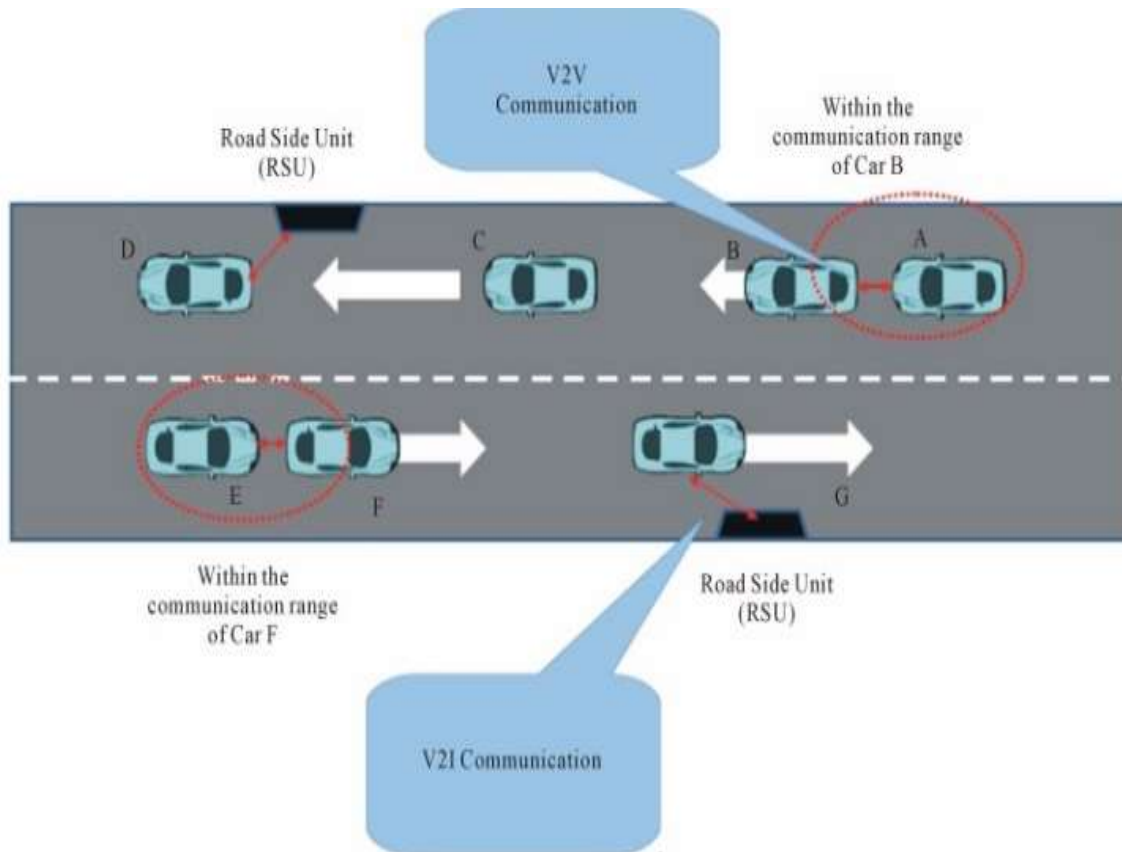 V2V
Communication
Within the
communication range
of Car B
Road Side Unit
(RSU)
D
C
B
A
E
F
G
Within the
communication range
of Car F
Road Side Unit
(RSU)
V2I Communication